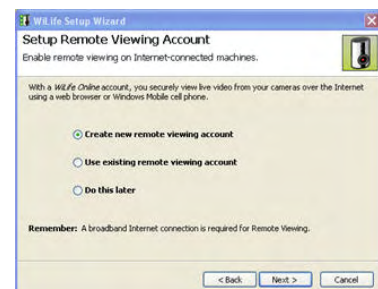 WiLife Setup Wizard
Setup Remote Viewing Account
Enable remote viewing on Internet-connected machines.
With a WiLife Online account, you securely view live video from your cameras over the Internet
using a web browser or Windows Mobile cell phone.
Create new remote viewing account
Use existing remote viewing account
Do this later
Remember: A broadband Internet connection is required for Remote Viewing.
< Back Next > Cancel